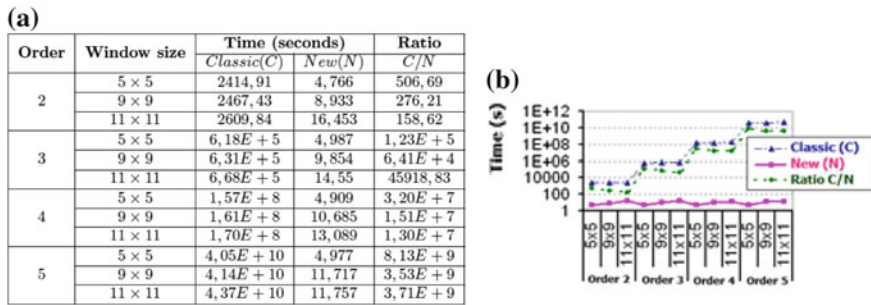 (a)
Order Window size Time (seconds) Ratio
Classic(C) New(N) C/N
2 5 × 5 2414,91 4,766 506,69
9 × 9 2467,43 8,933 276,21
11 × 11 2609,84 16,453 158,62
3 5 × 5 6,18E + 5 4,987 1,23E + 5
9 × 9 6,31E + 5 9,854 6,41E + 4
11 × 11 6,68E + 5 14,55 45918,83
4 5 × 5 1,57E + 8 4,909 3,20E + 7
9 × 9 1,61E + 8 10,685 1,51E + 7
11 × 11 1,70E + 8 13,089 1,30E + 7
5 5 × 5 4,05E + 10 4,977 8,13E + 9
9 × 9 4,14E + 10 11,717 3,53E + 9
11 × 11 4,37E + 10 11,757 3,71E + 9
(b)
Time (s)
1E+12
1E+10
1E+08
1E+06
10000
100
1
Classic (C)
New (N)
Ratio C/N
5x5 9x9 11x11 5x5 9x9 11x11 5x5 9x9 11x11 5x5 9x9 11x11
Order 2 Order 3 Order 4 Order 5